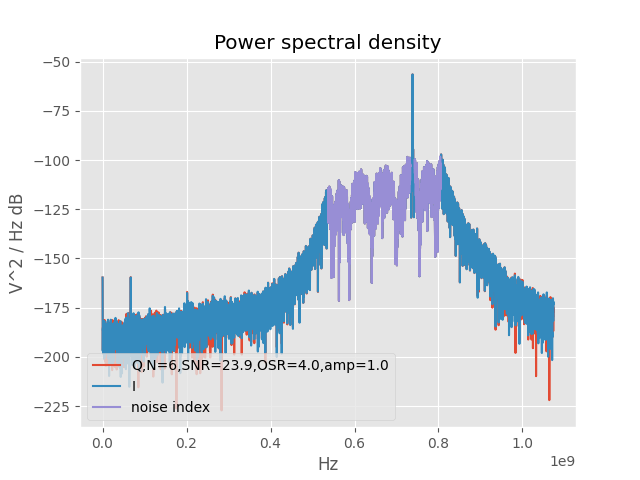 Power spectral density
V^2 / Hz dB
−50
−75
−100
−125
−150
−175
−200
−225
Q,N=6,SNR=23.9,OSR=4.0,amp=1.0
I
noise index
0.0 0.2 0.4 0.6 0.8 1.0
1e9
Hz